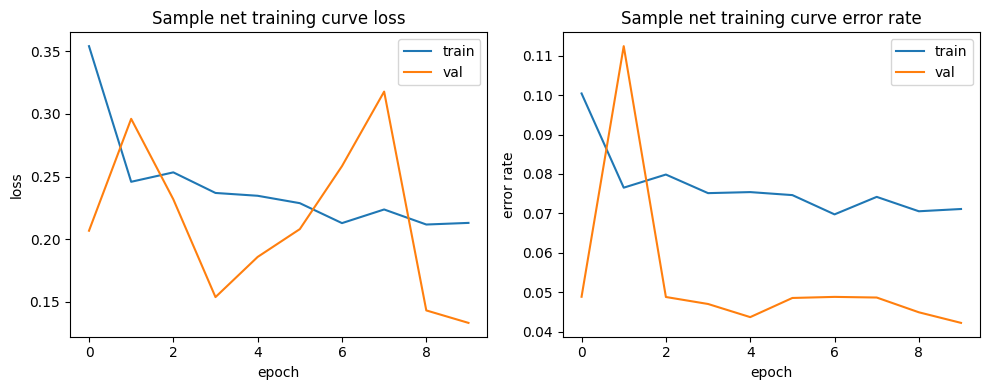 Sample net training curve loss
loss
0.35
0.30
0.25
0.20
0.15
train
val
0 2 4 6 8
epoch
Sample net training curve error rate
error rate
0.11
0.10
0.09
0.08
0.07
0.06
0.05
0.04
train
val
0 2 4 6 8
epoch